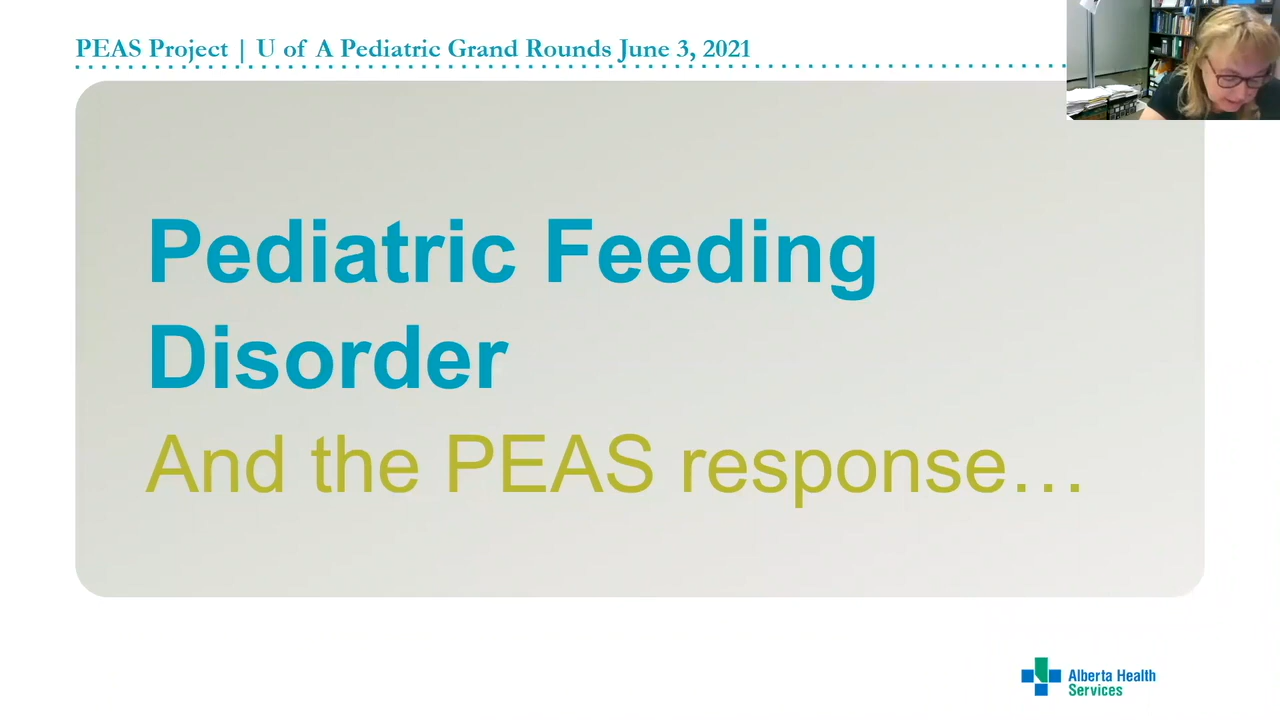 PEAS Project | U of A Pediatric Grand Rounds June 3, 2021
Pediatric Feeding
Disorder
And the PEAS response…
Alberta Health
Services